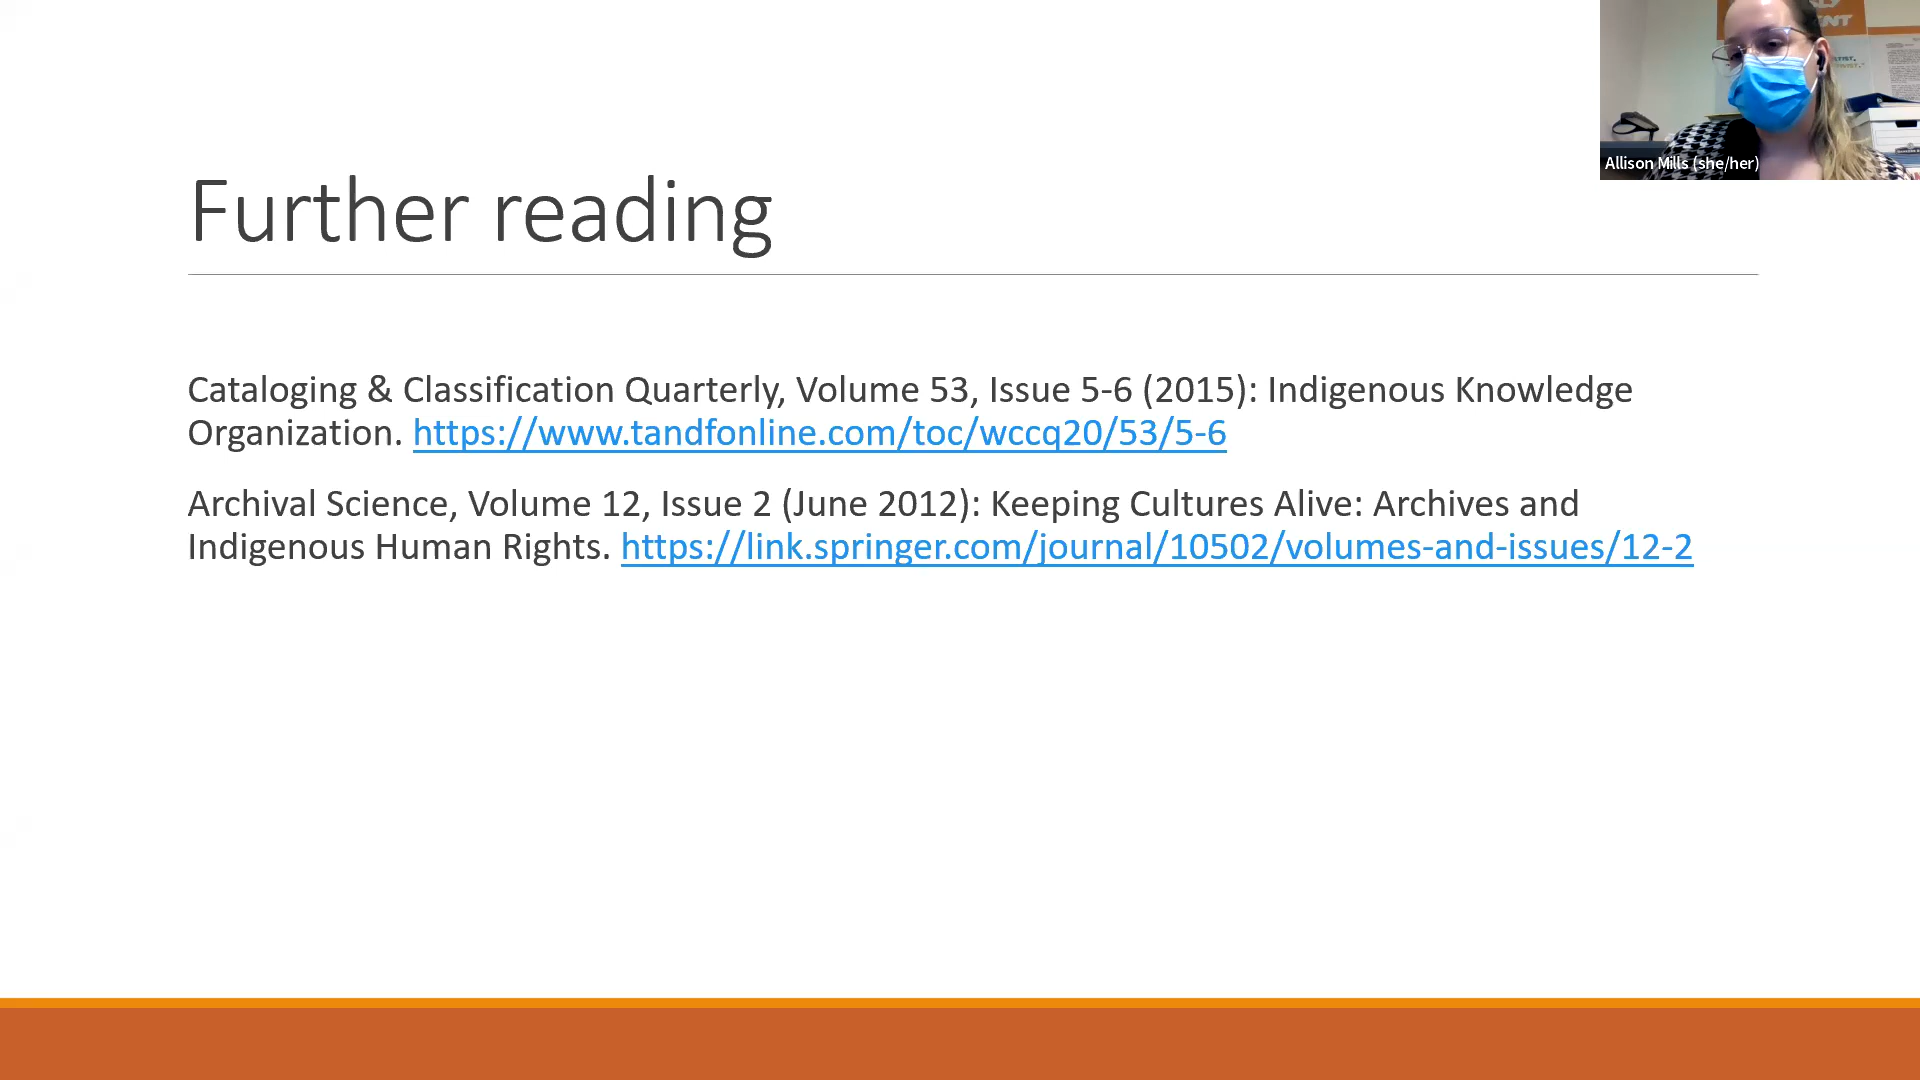 Allison Mills (she/her)
Further reading
Cataloging & Classification Quarterly, Volume 53, Issue 5-6 (2015): Indigenous Knowledge
Organization. https://www.tandfonline.com/toc/wccq20/53/5-6
Archival Science, Volume 12, Issue 2 (June 2012): Keeping Cultures Alive: Archives and
Indigenous Human Rights. https://link.springer.com/journal/10502/volumes-and-issues/12-2